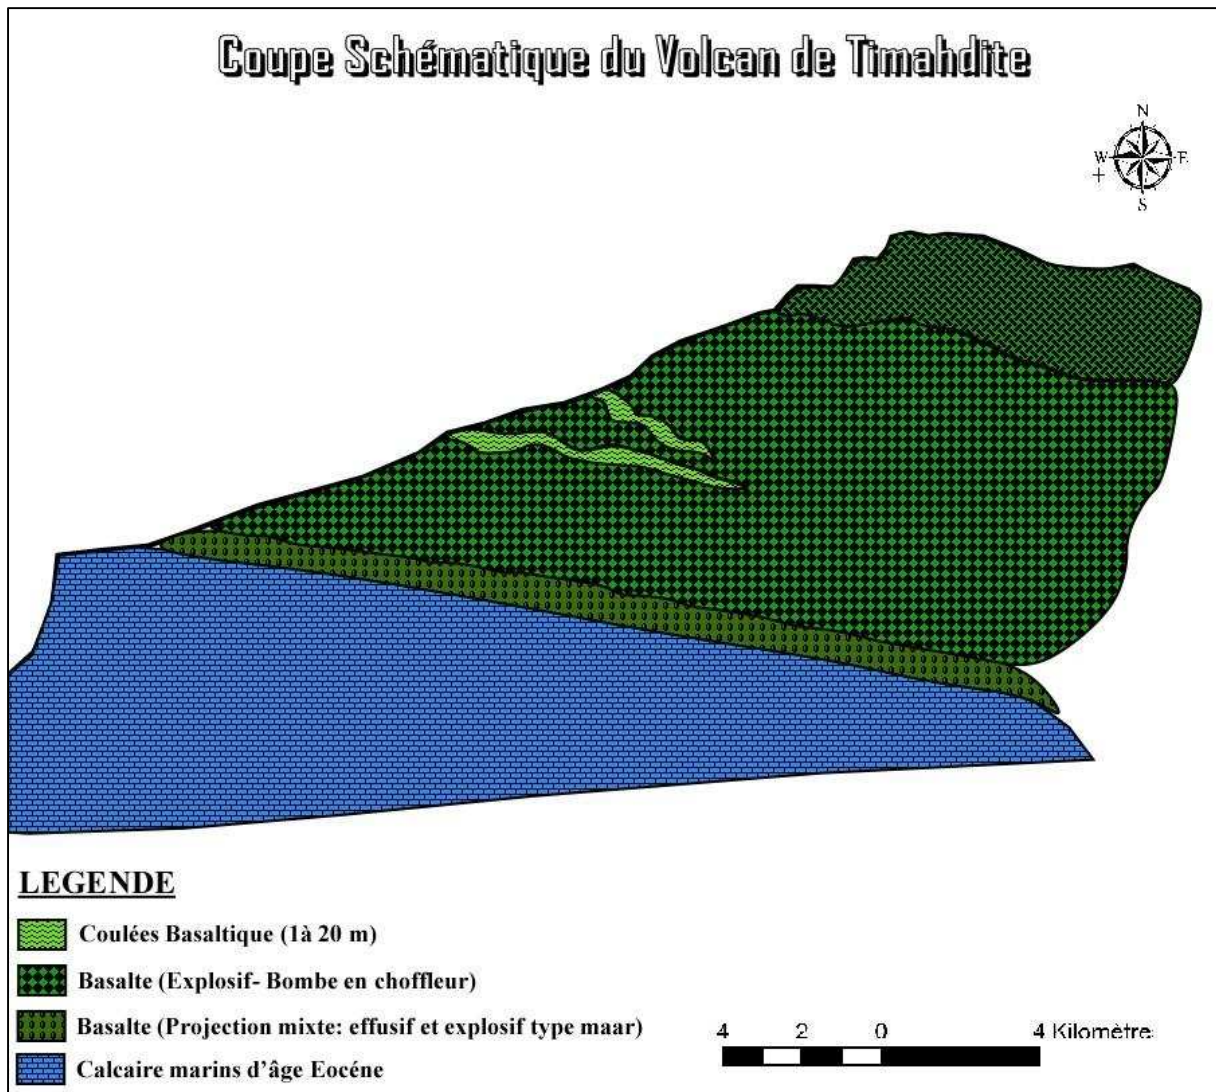 Coupe Schématique du Volcan de Timahdite
N
W E
S
LEGENDE
Coulées Basaltique (1à 20 m)
Basalte (Explosif- Bombe en choffleur)
Basalte (Projection mixte: effusif et explosif type maar)
Calcaire marins d'âge Eocéne
4 2 0 4 Kilomètre